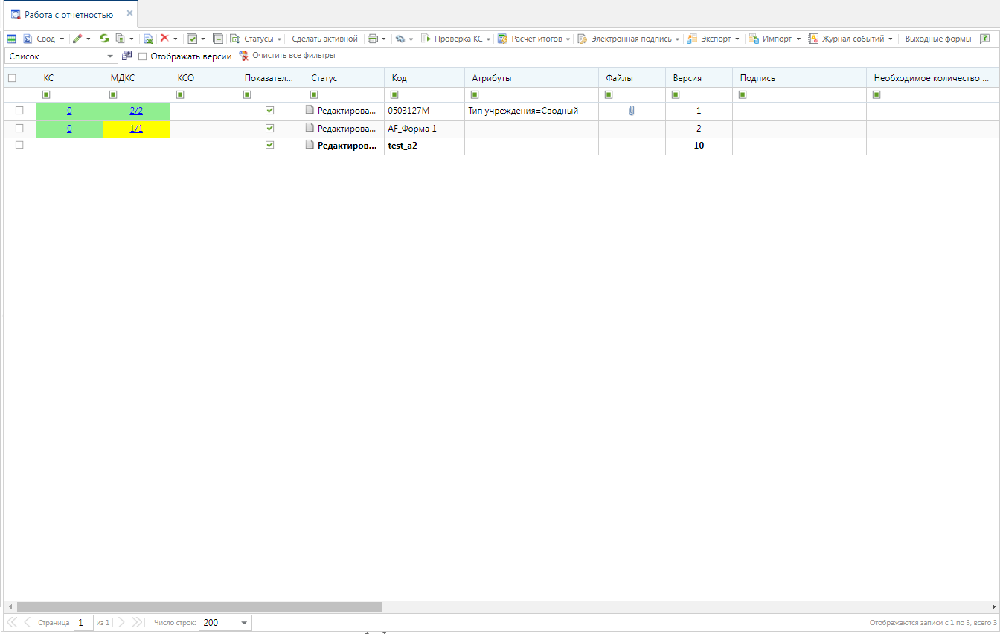 Работа с отчетностью
Свод Статусы Сделать активной Проверка КС Расчет итогов Электронная подпись Экспорт Импорт Журнал событий Выходные формы
Список Отображать версии Очистить все фильтры
КС МДКС КСО Показател... Статус Код Атрибуты Файлы Версия Подпись Необходимое количество ...
0 2/2 Редактирова... 0503127М Тип учреждения=Сводный 1
0 1/1 Редактирова... AF_Форма 1 2
Редактиров... test_a2 10
Страница 1 из 1 Число строк: 200 Отображаются записи с 1 по 3, всего 3